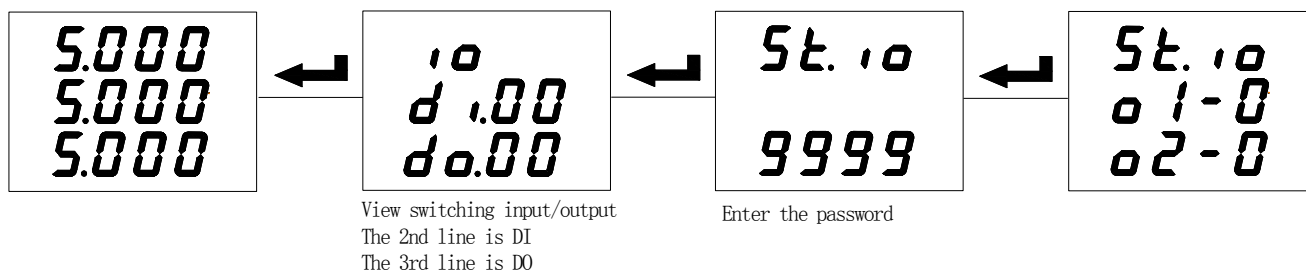 5.000
5.000
5.000
io
di.00
do.00
View switching input/output
The 2nd line is DI
The 3rd line is DO
St.io
9999
Enter the password
St.io
o1-0
o2-0